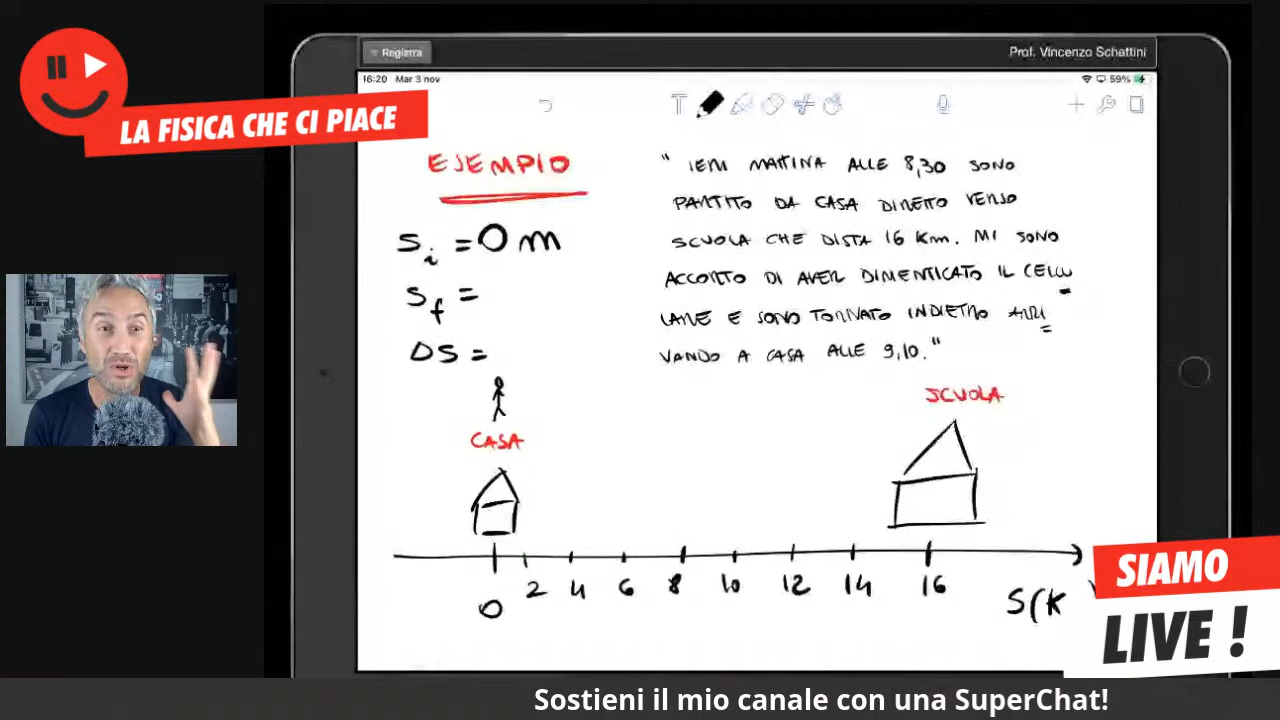 Registra
Prof. Vincenzo Schettini
16:20 Mar 3 nov
59%
LA FISICA CHE CI PIACE
T
ESEMPIO
" IERI MATTINA ALLE 8,30 SONO
PARTITO DA CASA DIRETTO VERSO
SCUOLA CHE DISTA 16 Km. MI SONO
ACCORTO DI AVER DIMENTICATO IL CELLU
LARE E SONO TORNATO INDIETRO ARRI
VANDO A CASA ALLE 9,10."
Si = 0 m
Sf =
ΔS =
CASA
SCUOLA
0 2 4 6 8 10 12 14 16
S(K
SIAMO
LIVE !
Sostieni il mio canale con una SuperChat!